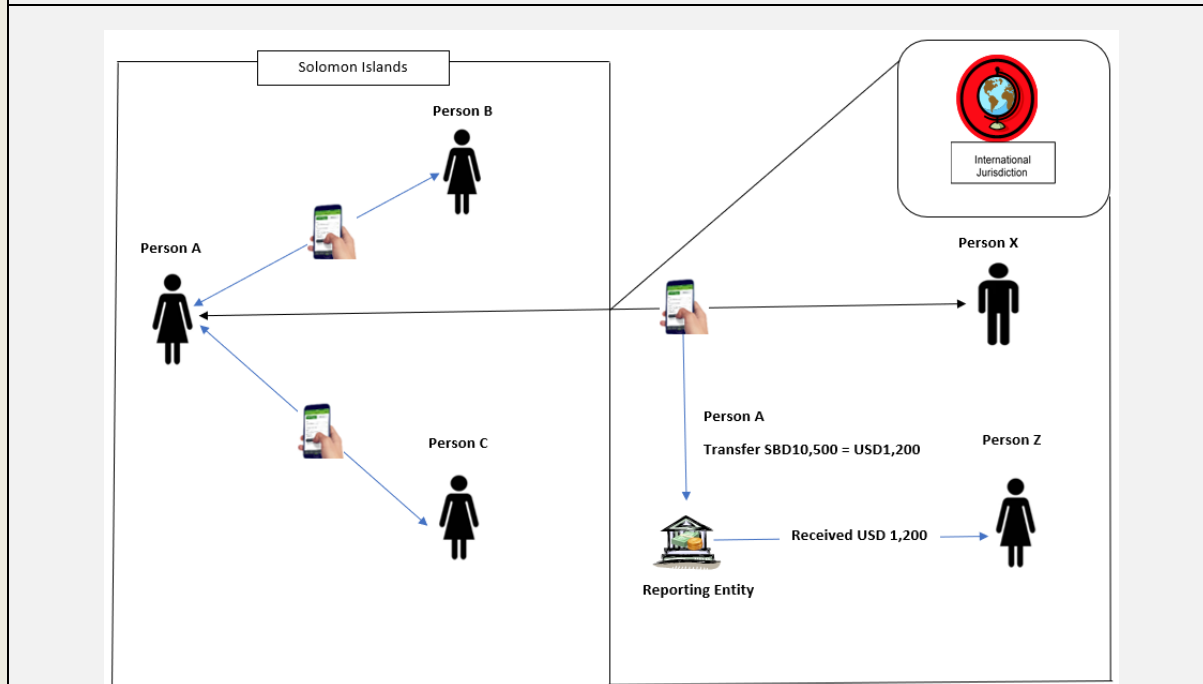 Solomon Islands
International
Jurisdiction
Person B
Person A
Person X
Person C
Person A
Transfer SBD10,500 = USD1,200
Person Z
Received USD 1,200
Reporting Entity